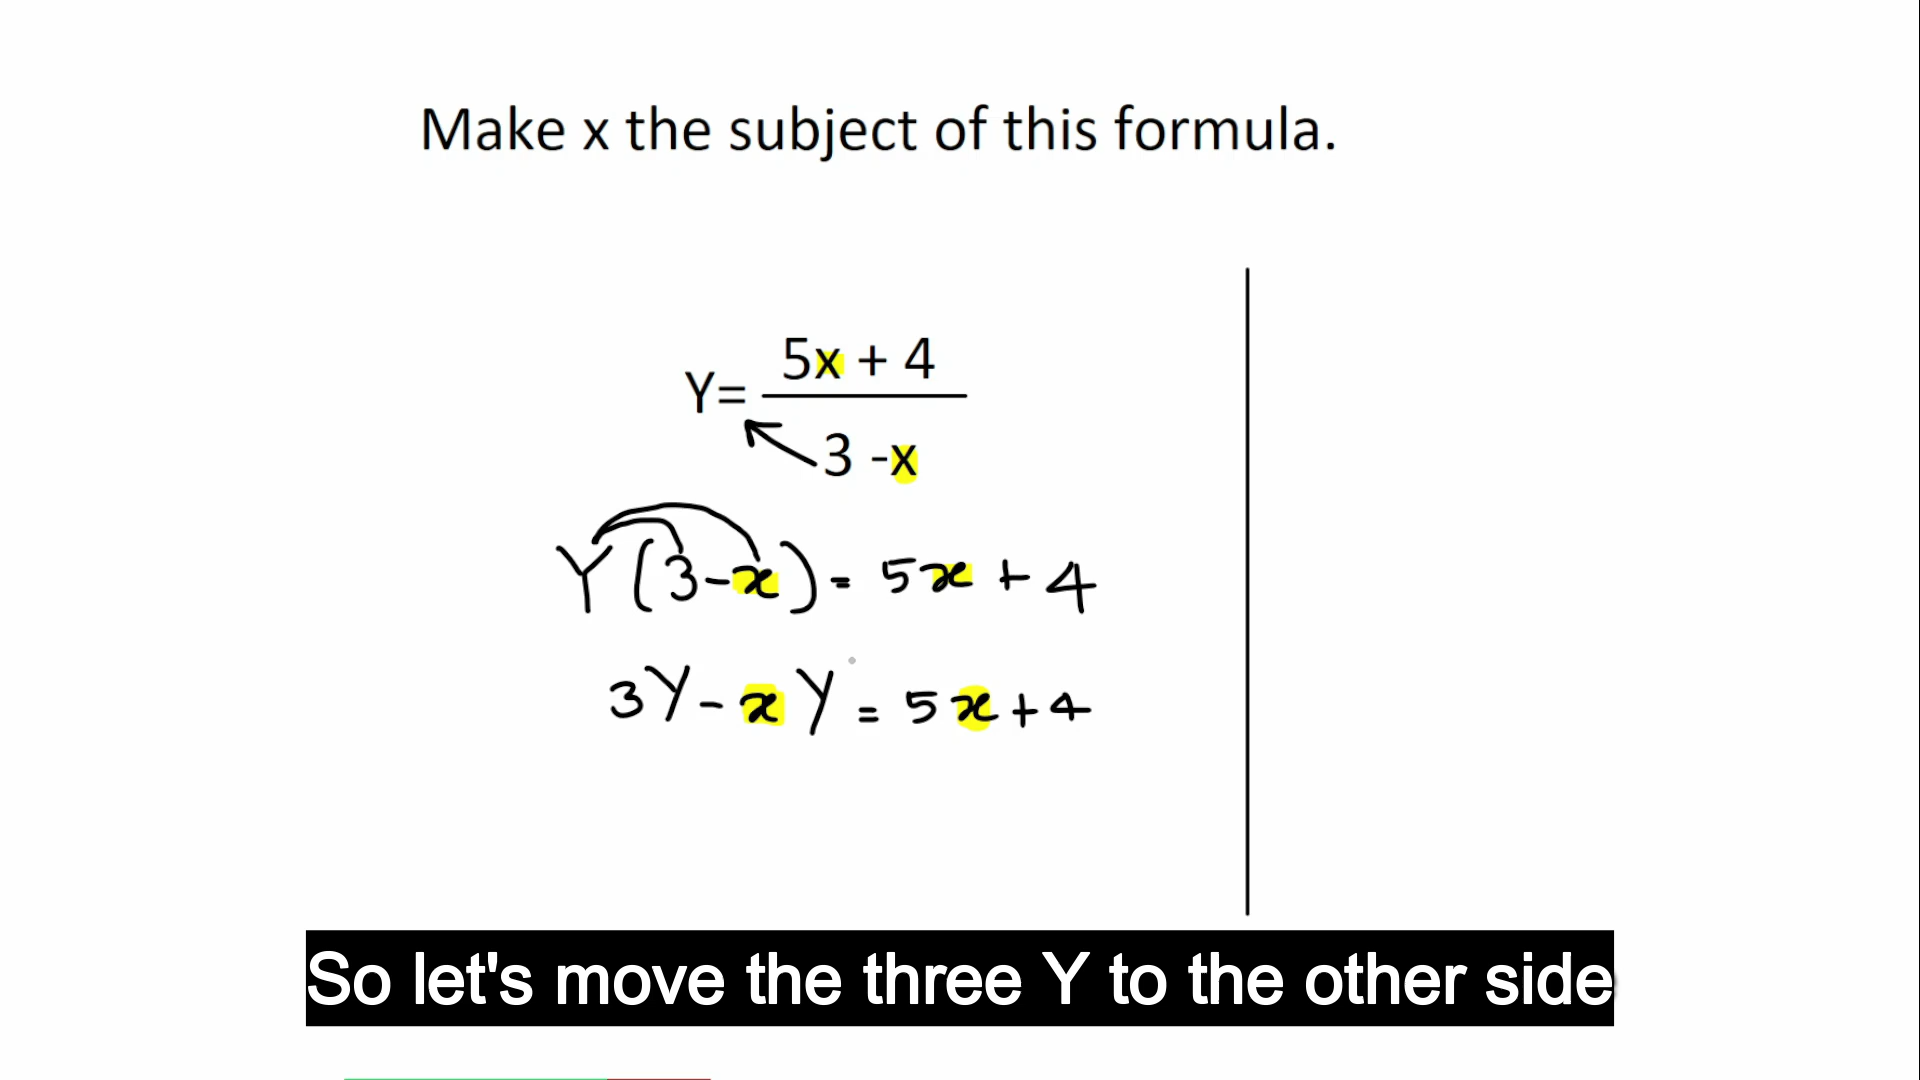 Make x the subject of this formula.
5x + 4
Y=
3 -x
Y(3-x) = 5x + 4
3Y - xY = 5x + 4
So let's move the three Y to the other side